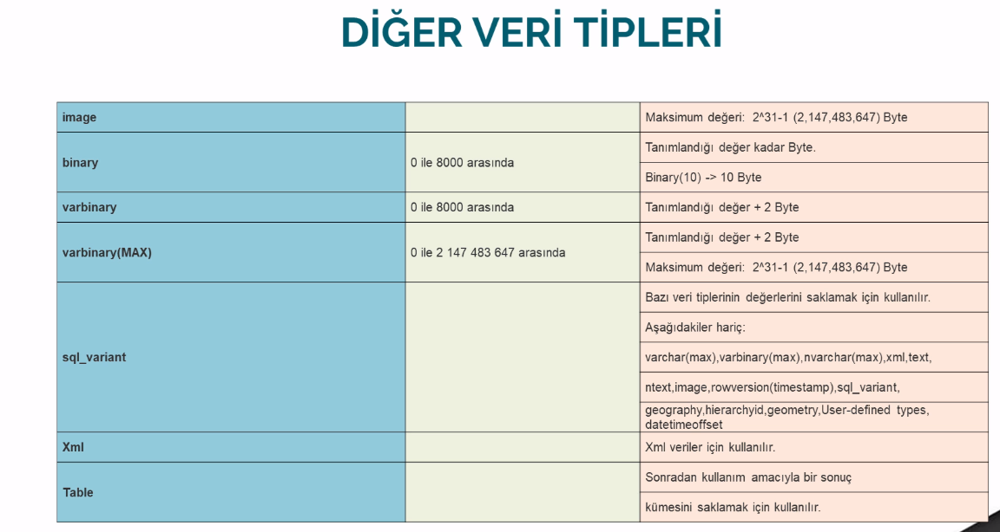 DİĞER VERİ TİPLERİ
image
Maksimum değeri: 2^31-1 (2,147,483,647) Byte
binary
0 ile 8000 arasında
Tanımlandığı değer kadar Byte.
Binary(10) -> 10 Byte
varbinary
0 ile 8000 arasında
Tanımlandığı değer + 2 Byte
varbinary(MAX)
0 ile 2 147 483 647 arasında
Tanımlandığı değer + 2 Byte
Maksimum değeri: 2^31-1 (2,147,483,647) Byte
sql_variant
Bazı veri tiplerinin değerlerini saklamak için kullanılır.
Aşağıdakiler hariç:
varchar(max),varbinary(max),nvarchar(max),xml,text,
ntext,image,rowversion(timestamp),sql_variant,
geography,hierarchyid,geometry,User-defined types,
datetimeoffset
Xml
Xml veriler için kullanılır.
Table
Sonradan kullanım amacıyla bir sonuç
kümesini saklamak için kullanılır.